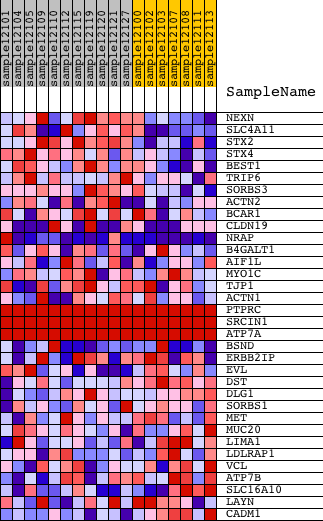 sample12101
sample12104
sample12105
sample12109
sample12110
sample12112
sample12115
sample12117
sample12120
sample12121
sample12127
sample12100
sample12102
sample12103
sample12107
sample12108
sample12111
sample12113
SampleName
NEXN
SLC4A11
STX2
STX4
BEST1
TRIP6
SORBS3
ACTN2
BCAR1
CLDN19
NRAP
B4GALT1
AIF1L
MYO1C
TJP1
ACTN1
PTPRC
SRCIN1
ATP7A
BSND
ERBB2IP
EVL
DST
DLG1
SORBS1
MET
MUC20
LIMA1
LDLRAP1
VCL
ATP7B
SLC16A10
LAYN
CADM1